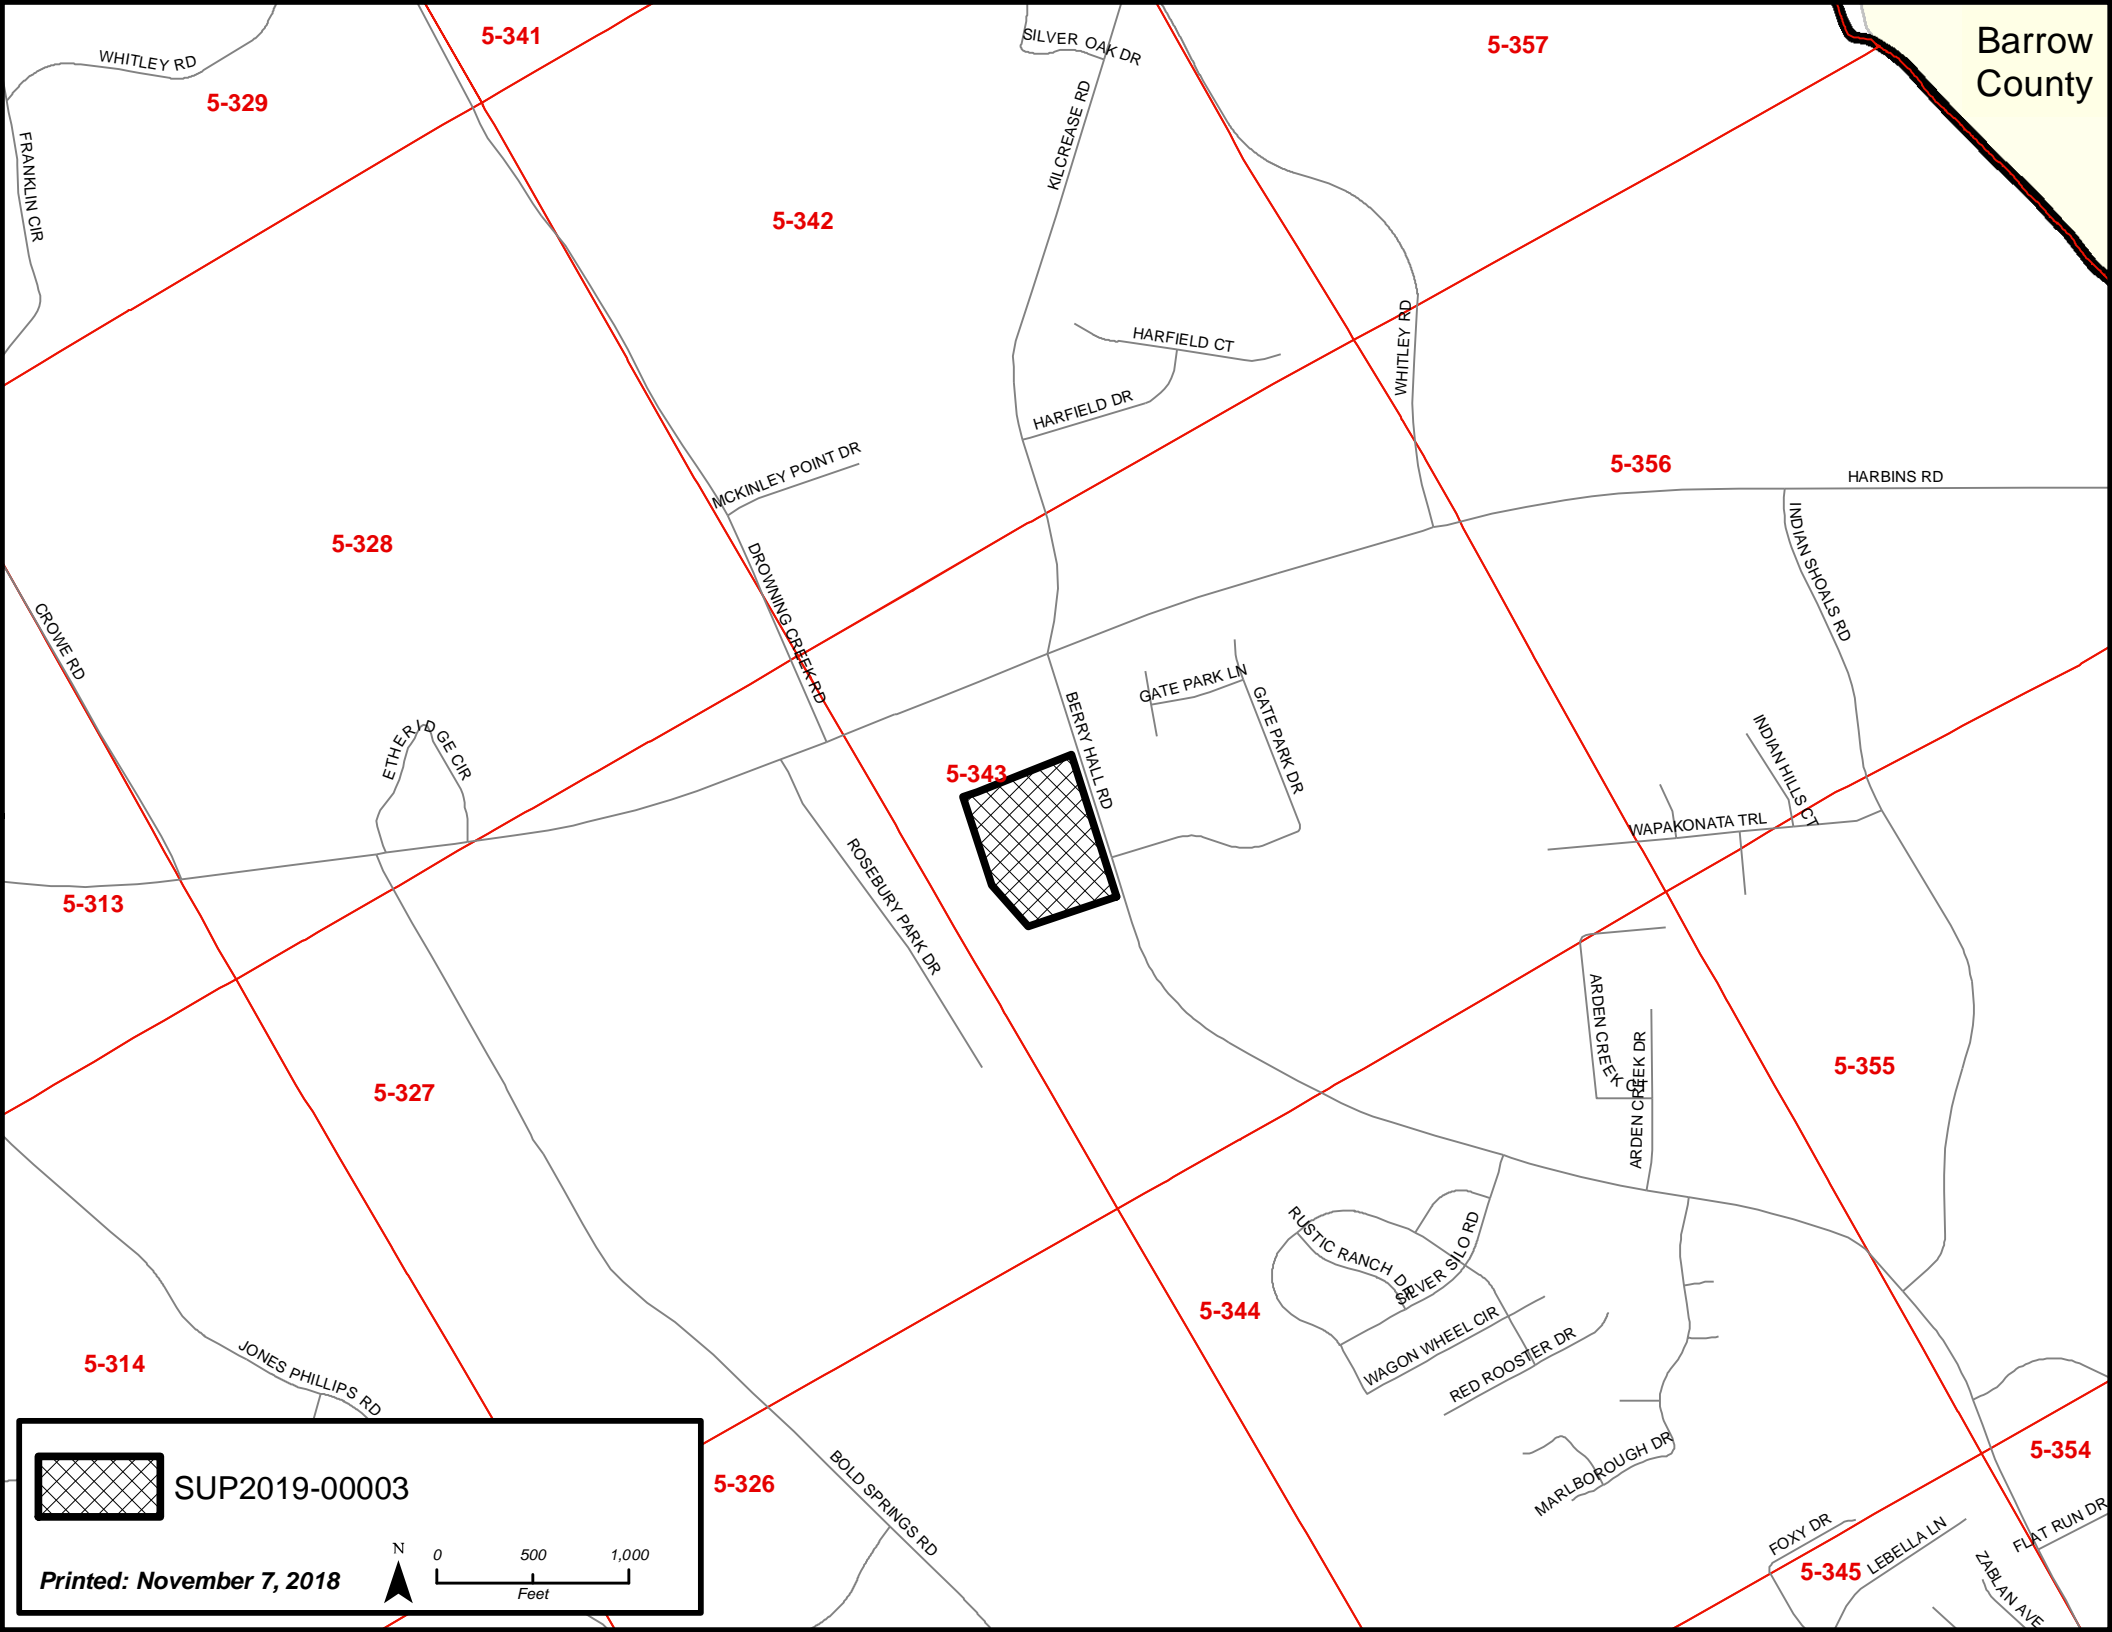 5-341
SILVER OAK DR
5-357
Barrow
County
WHITLEY RD
5-329
KILCREASE RD
FRANKLIN CIR
5-342
HARFIELD CT
WHITLEY RD
HARFIELD DR
MCKINLEY POINT DR
5-356
HARBINS RD
5-328
INDIAN SHOALS RD
DROWNING CREEK RD
CROWE RD
GATE PARK LN
GATE PARK DR
BERRY HALL RD
ETHERIDGE CIR
INDIAN HILLS CT
5-343
WAPAKONATA TRL
ROSEBURY PARK DR
5-313
ARDEN CREEK CT
ARDEN CREEK DR
5-355
5-327
RUSTIC RANCH DR
SILVER SILO RD
5-344
WAGON WHEEL CIR
RED ROOSTER DR
5-314
JONES PHILLIPS RD
MARLBOROUGH DR
5-354
5-326
BOLD SPRINGS RD
FOXY DR
LEBELLA LN
FLAT RUN DR
5-345
ZABLAN AVE
SUP2019-00003
N
0 500 1,000
Feet
Printed: November 7, 2018